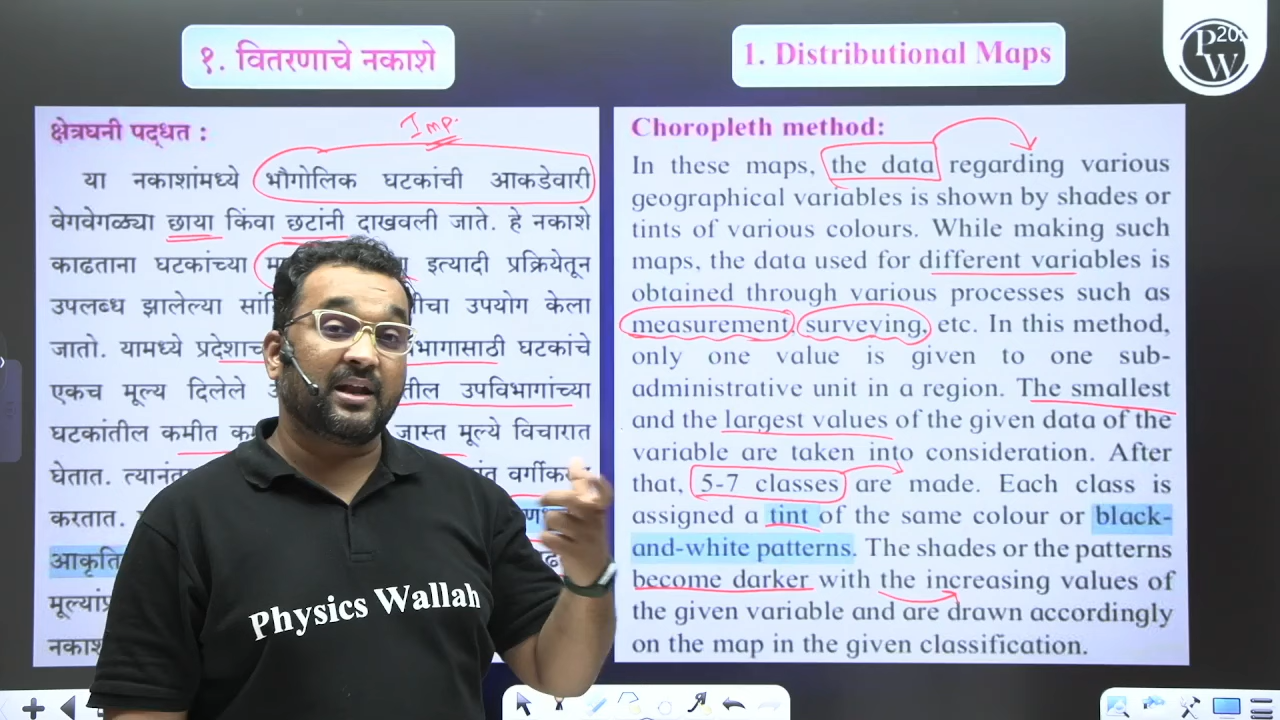 १. वितरणाचे नकाशे
1. Distributional Maps
PW
क्षेत्रघनी पद्धत :
Imp.
या नकाशांमध्ये भौगोलिक घटकांची आकडेवारी
वेगवेगळ्या छाया किंवा छटांनी दाखवली जाते. हे नकाशे
काढताना घटकांच्या इत्यादी प्रक्रियेतून
उपलब्ध झालेल्या उपयोग केला
जातो. यामध्ये घटकांचे
एकच मूल्य दिलेले उपविभागांच्या
घटकांतील कमीत जास्त मूल्ये विचारात
घेतात.
करतात.
Choropleth method:
In these maps, the data regarding various
geographical variables is shown by shades or
tints of various colours. While making such
maps, the data used for different variables is
obtained through various processes such as
measurement, surveying, etc. In this method,
only one value is given to one sub-
administrative unit in a region. The smallest
and the largest values of the given data of the
variable are taken into consideration. After
that, 5-7 classes are made. Each class is
assigned a tint of the same colour or black-
and-white patterns. The shades or the patterns
become darker with the increasing values of
the given variable and are drawn accordingly
on the map in the given classification.
Physics Wallah